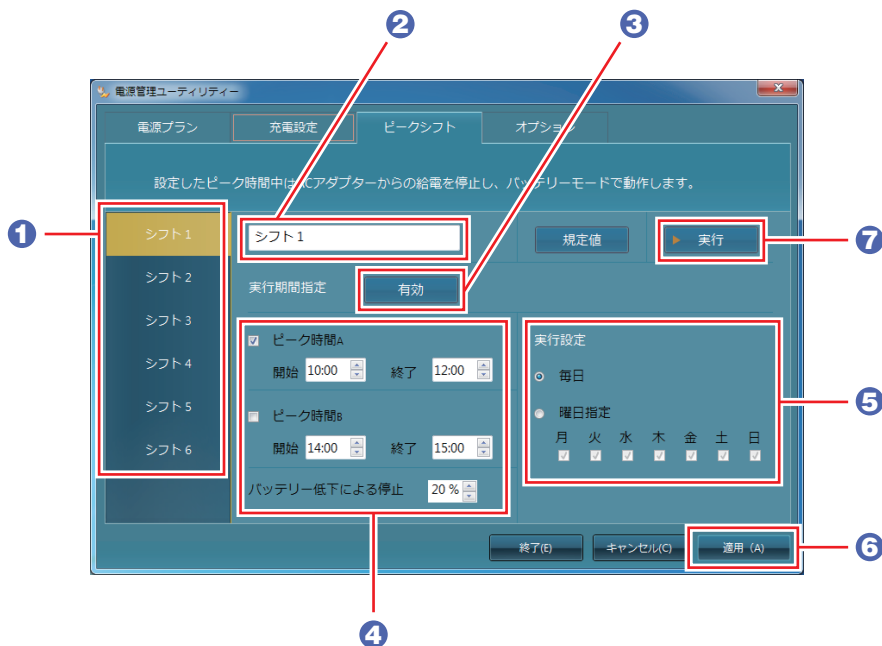 2 3
電源管理ユーティリティー
電源プラン 充電設定 ピークシフト オプション
設定したピーク時間中はACアダプターからの給電を停止し、バッテリーモードで動作します。
1 シフト1 シフト1 規定値 実行 7
シフト2 実行期間指定 有効
シフト3 ピーク時間A 実行設定
シフト4 開始 10:00 終了 12:00 毎日
シフト5 ピーク時間B 曜日指定 5
月 火 水 木 金 土 日
シフト6 開始 14:00 終了 15:00
バッテリー低下による停止 20 %
終了(E) キャンセル(C) 適用(A) 6
4